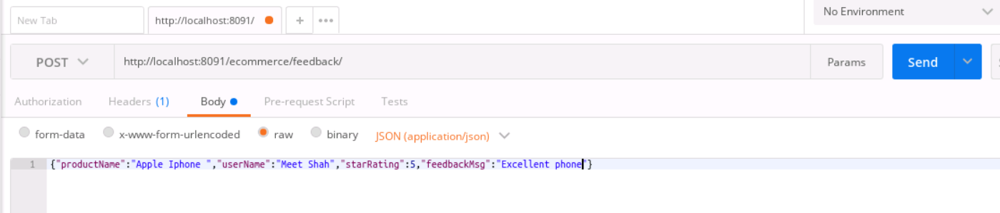 New Tab http://localhost:8091/ + ••• No Environment
POST http://localhost:8091/ecommerce/feedback/ Params Send
Authorization Headers (1) Body Pre-request Script Tests
form-data x-www-form-urlencoded raw binary JSON (application/json)
1 {"productName":"Apple Iphone ","userName":"Meet Shah","starRating":5,"feedbackMsg":"Excellent phone"}